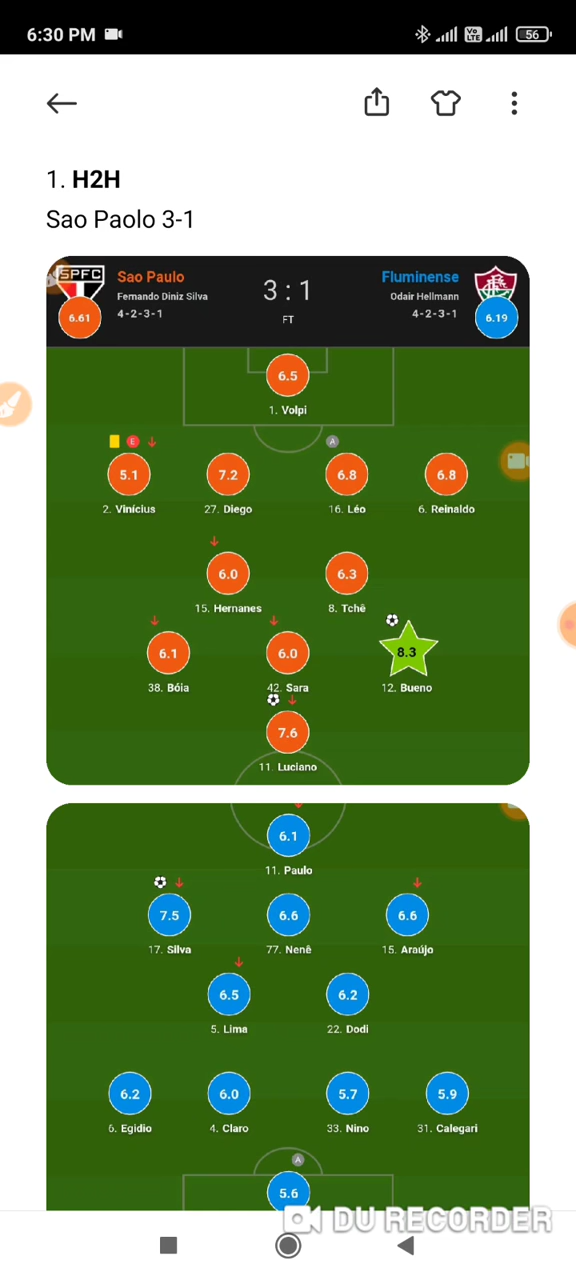 6:30 PM
Vo LTE
56
1. H2H
Sao Paolo 3-1
SPFC
Sao Paulo
3 : 1
Fluminense
Fernando Diniz Silva
Odair Hellmann
4-2-3-1
FT
4-2-3-1
6.61
6.19
6.5
1. Volpi
E
A
5.1
7.2
6.8
6.8
2. Vinícius
27. Diego
16. Léo
6. Reinaldo
6.0
6.3
15. Hernanes
8. Tchê
6.1
6.0
8.3
38. Bóia
42. Sara
12. Bueno
7.6
11. Luciano
6.1
11. Paulo
7.5
6.6
6.6
17. Silva
77. Nenê
15. Araújo
6.5
6.2
5. Lima
22. Dodi
6.2
6.0
5.7
5.9
6. Egidio
4. Claro
33. Nino
31. Calegari
A
5.6
DU RECORDER